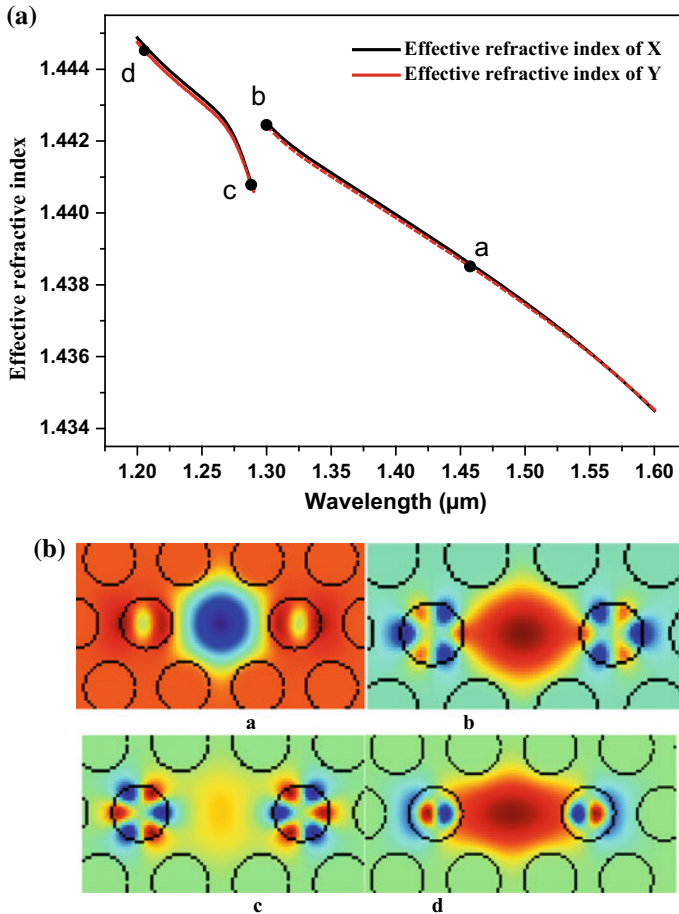 (a)
Effective refractive index of X
Effective refractive index of Y
d
b
c
a
Effective refractive index
1.444
1.442
1.440
1.438
1.436
1.434
1.20 1.25 1.30 1.35 1.40 1.45 1.50 1.55 1.60
Wavelength (μm)
(b)
a b
c d